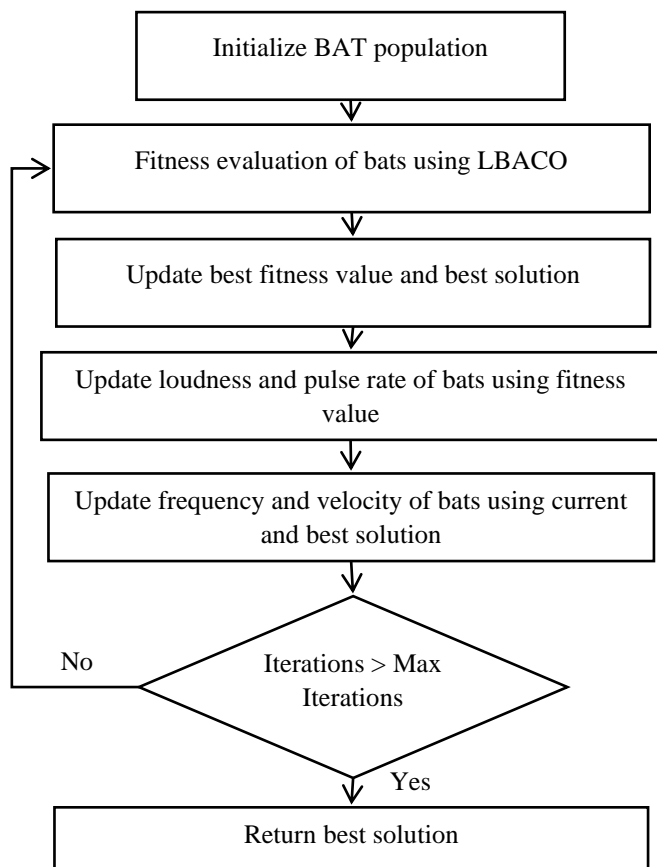 Initialize BAT population
Fitness evaluation of bats using LBACO
Update best fitness value and best solution
Update loudness and pulse rate of bats using fitness
value
Update frequency and velocity of bats using current
and best solution
No
Iterations > Max
Iterations
Yes
Return best solution